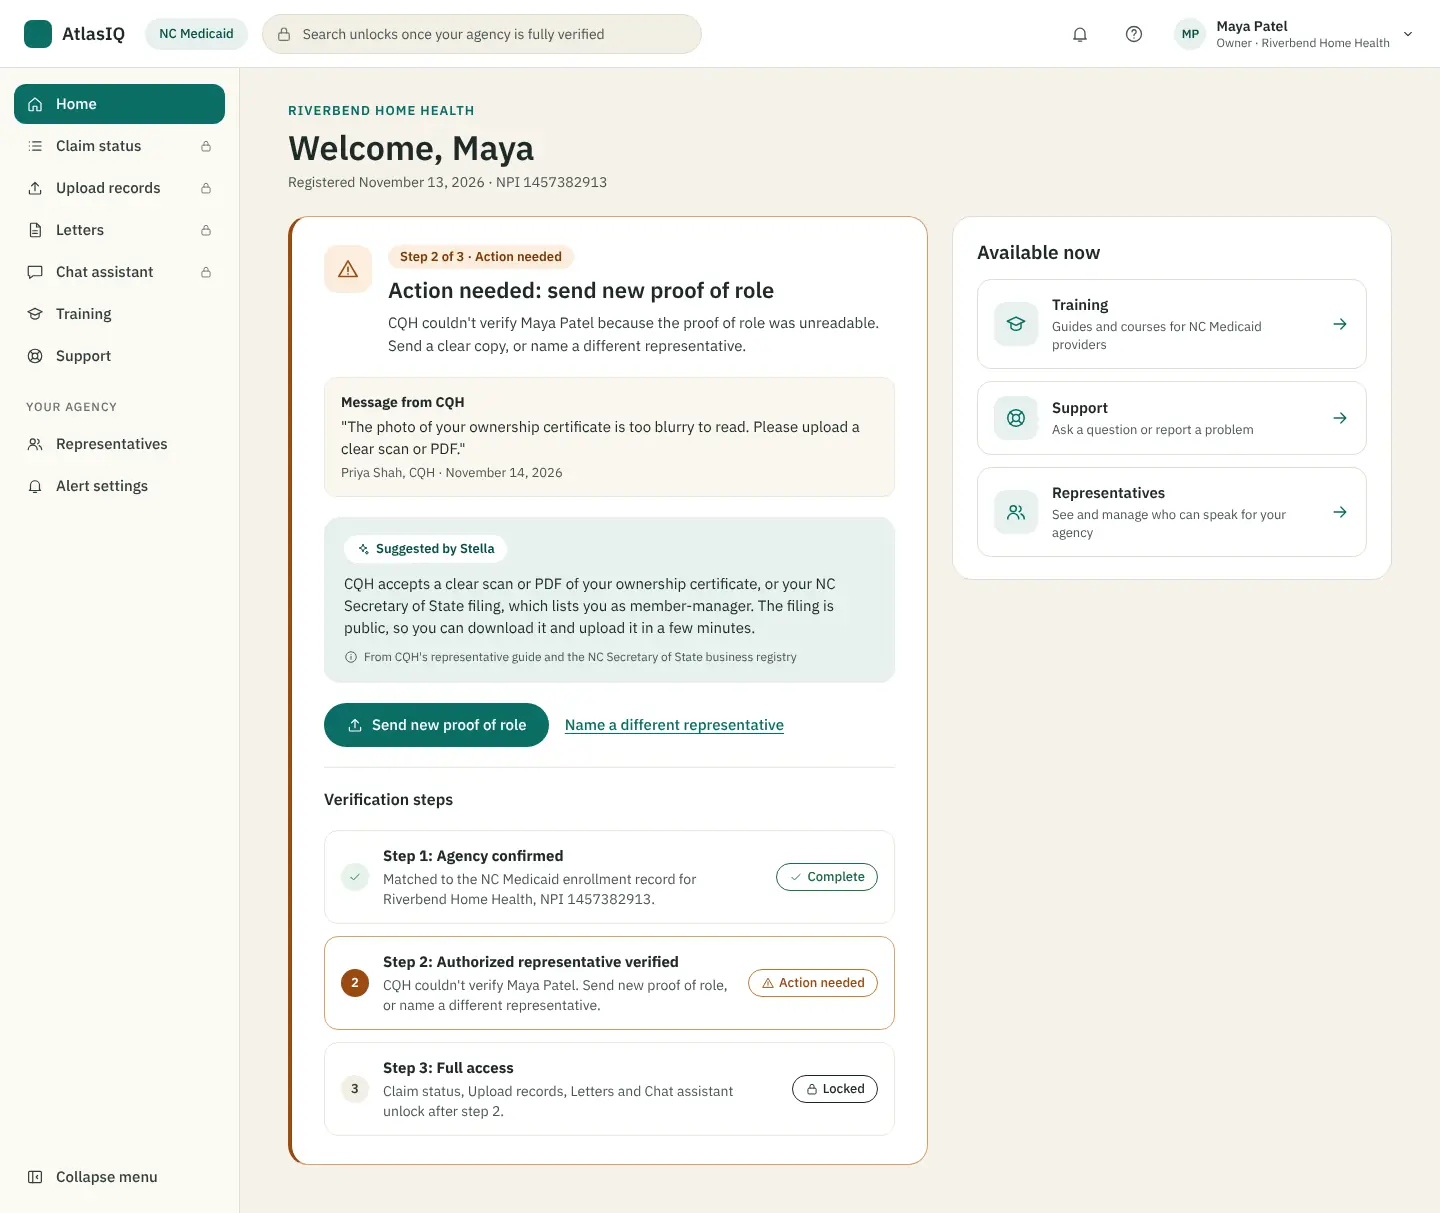 AtlasIQ
NC Medicaid
Search unlocks once your agency is fully verified
MP
Maya Patel
Owner · Riverbend Home Health
Home
Claim status
Upload records
Letters
Chat assistant
Training
Support
YOUR AGENCY
Representatives
Alert settings
Collapse menu
RIVERBEND HOME HEALTH
Welcome, Maya
Registered November 13, 2026 · NPI 1457382913
Step 2 of 3 · Action needed
Action needed: send new proof of role
CQH couldn't verify Maya Patel because the proof of role was unreadable.
Send a clear copy, or name a different representative.
Message from CQH
"The photo of your ownership certificate is too blurry to read. Please upload a
clear scan or PDF."
Priya Shah, CQH · November 14, 2026
Suggested by Stella
CQH accepts a clear scan or PDF of your ownership certificate, or your NC
Secretary of State filing, which lists you as member-manager. The filing is
public, so you can download it and upload it in a few minutes.
From CQH's representative guide and the NC Secretary of State business registry
Send new proof of role
Name a different representative
Verification steps
Step 1: Agency confirmed
Matched to the NC Medicaid enrollment record for
Riverbend Home Health, NPI 1457382913.
Complete
2
Step 2: Authorized representative verified
CQH couldn't verify Maya Patel. Send new proof of role,
or name a different representative.
Action needed
3
Step 3: Full access
Claim status, Upload records, Letters and Chat assistant
unlock after step 2.
Locked
Available now
Training
Guides and courses for NC Medicaid
providers
Support
Ask a question or report a problem
Representatives
See and manage who can speak for your
agency